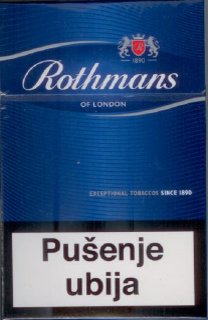 1890
Rothmans
OF LONDON
EXCEPTIONAL TOBACCOS SINCE 1890
Pušenje
ubija